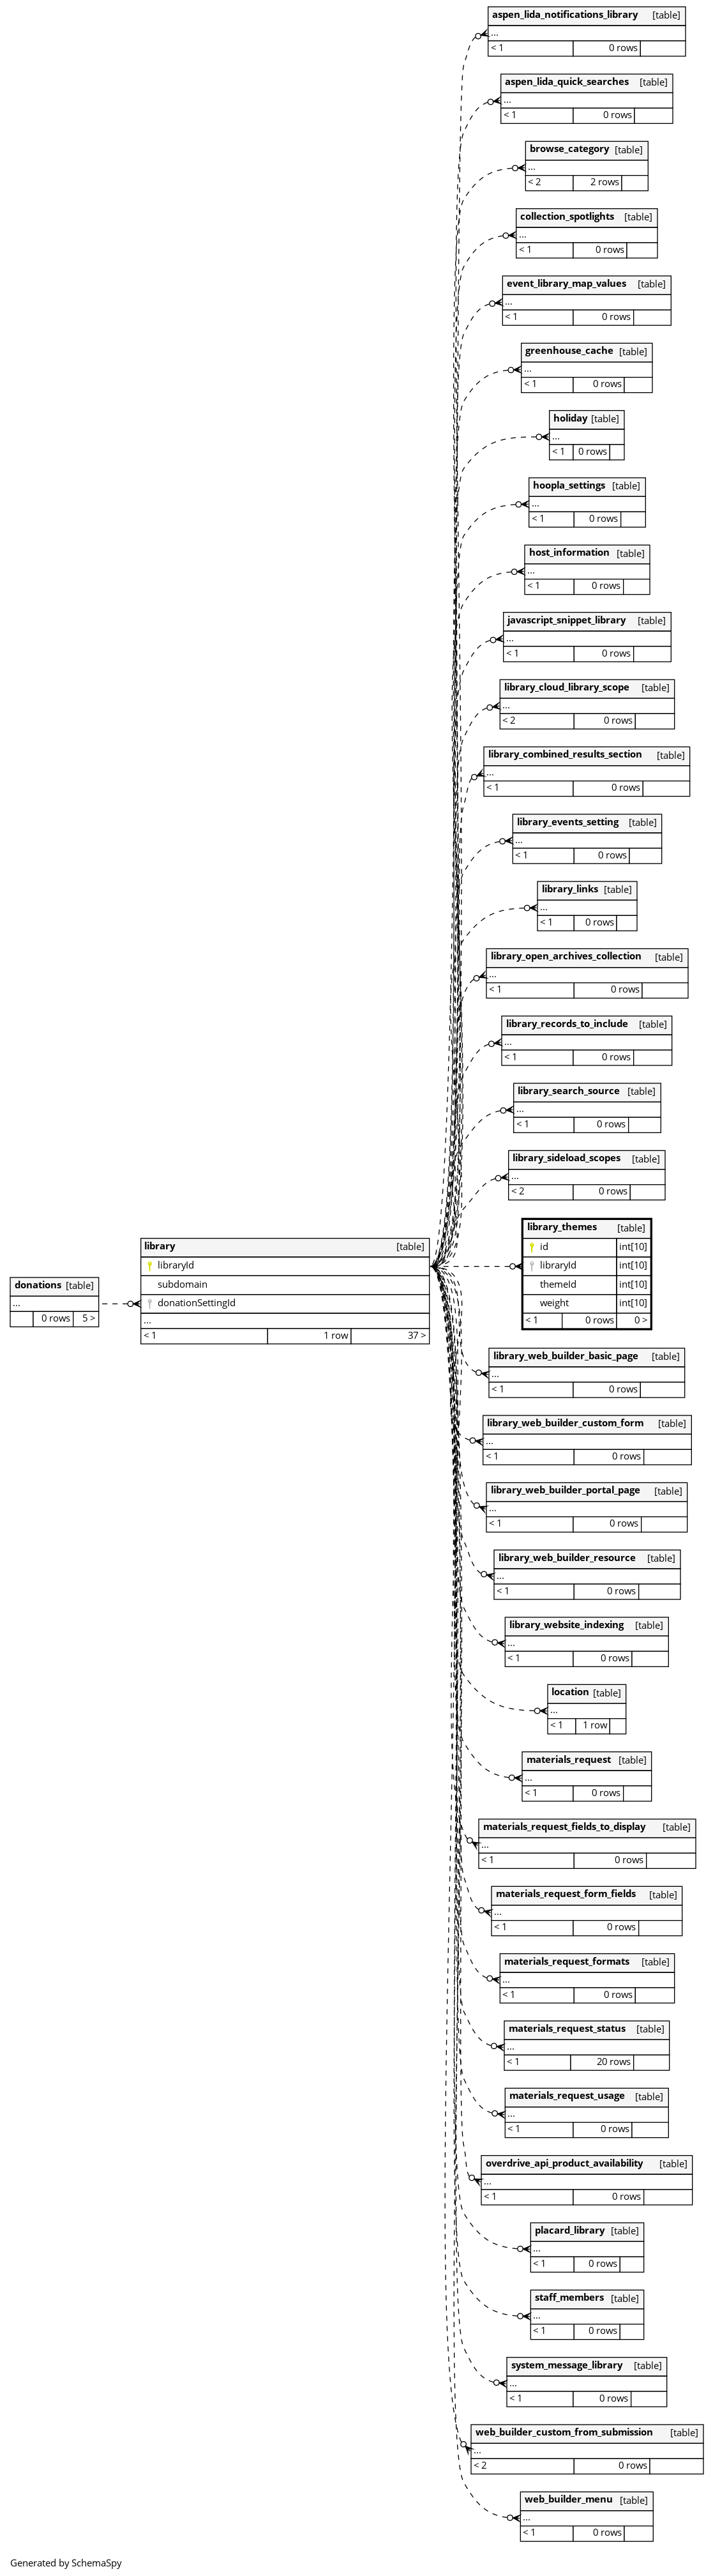 aspen_lida_notifications_library [table]
...
< 1 0 rows
aspen_lida_quick_searches [table]
...
< 1 0 rows
browse_category [table]
...
< 2 2 rows
collection_spotlights [table]
...
< 1 0 rows
event_library_map_values [table]
...
< 1 0 rows
greenhouse_cache [table]
...
< 1 0 rows
holiday [table]
...
< 1 0 rows
hoopla_settings [table]
...
< 1 0 rows
host_information [table]
...
< 1 0 rows
javascript_snippet_library [table]
...
< 1 0 rows
library_cloud_library_scope [table]
...
< 2 0 rows
library_combined_results_section [table]
...
< 1 0 rows
library_events_setting [table]
...
< 1 0 rows
library_links [table]
...
< 1 0 rows
library_open_archives_collection [table]
...
< 1 0 rows
library_records_to_include [table]
...
< 1 0 rows
library_search_source [table]
...
< 1 0 rows
library_sideload_scopes [table]
...
< 2 0 rows
donations [table]
...
0 rows 5 >
library [table]
libraryId
subdomain
donationSettingId
...
< 1 1 row 37 >
library_themes [table]
id int[10]
libraryId int[10]
themeId int[10]
weight int[10]
< 1 0 rows 0 >
library_web_builder_basic_page [table]
...
< 1 0 rows
library_web_builder_custom_form [table]
...
< 1 0 rows
library_web_builder_portal_page [table]
...
< 1 0 rows
library_web_builder_resource [table]
...
< 1 0 rows
library_website_indexing [table]
...
< 1 0 rows
location [table]
...
< 1 1 row
materials_request [table]
...
< 1 0 rows
materials_request_fields_to_display [table]
...
< 1 0 rows
materials_request_form_fields [table]
...
< 1 0 rows
materials_request_formats [table]
...
< 1 0 rows
materials_request_status [table]
...
< 1 20 rows
materials_request_usage [table]
...
< 1 0 rows
overdrive_api_product_availability [table]
...
< 1 0 rows
placard_library [table]
...
< 1 0 rows
staff_members [table]
...
< 1 0 rows
system_message_library [table]
...
< 1 0 rows
web_builder_custom_from_submission [table]
...
< 2 0 rows
web_builder_menu [table]
...
< 1 0 rows
Generated by SchemaSpy